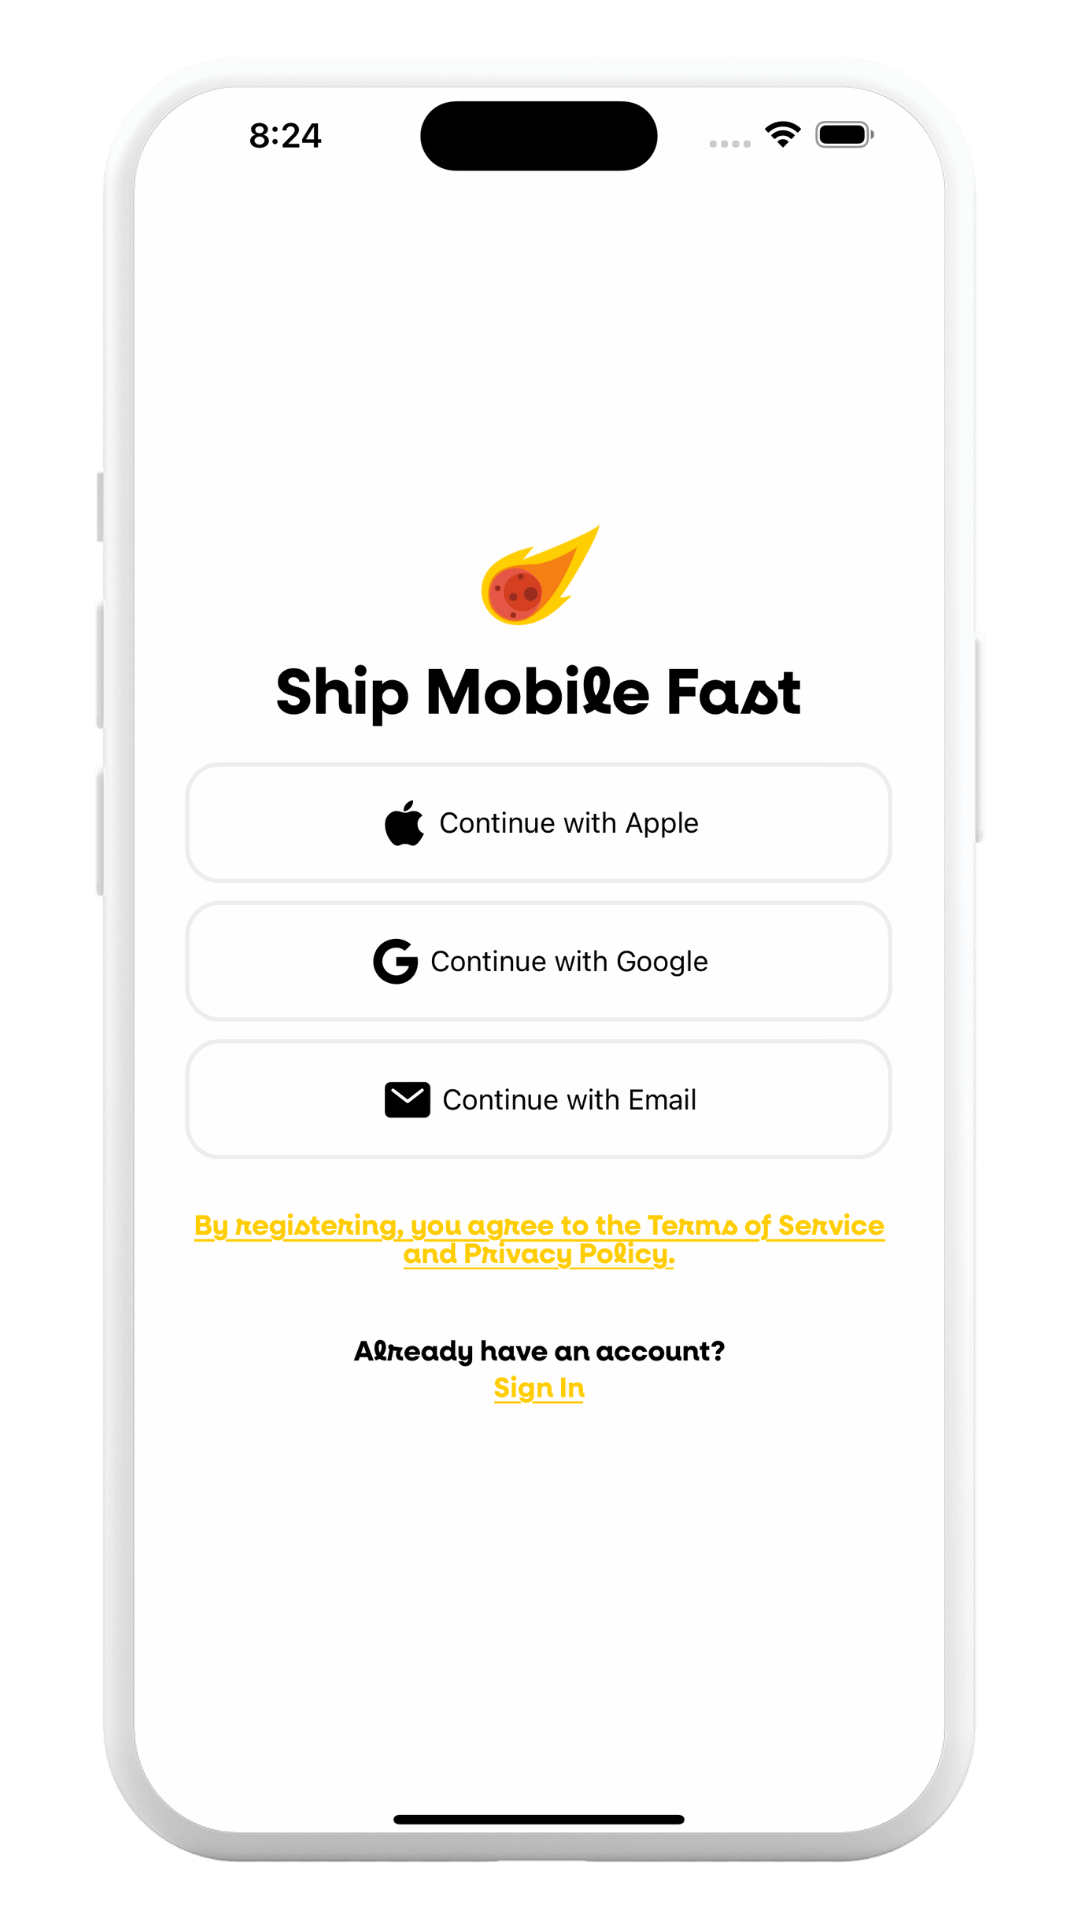 8:24
Ship Mobile Fast
Continue with Apple
Continue with Google
Continue with Email
By registering, you agree to the Terms of Service
and Privacy Policy.
Already have an account?
Sign In